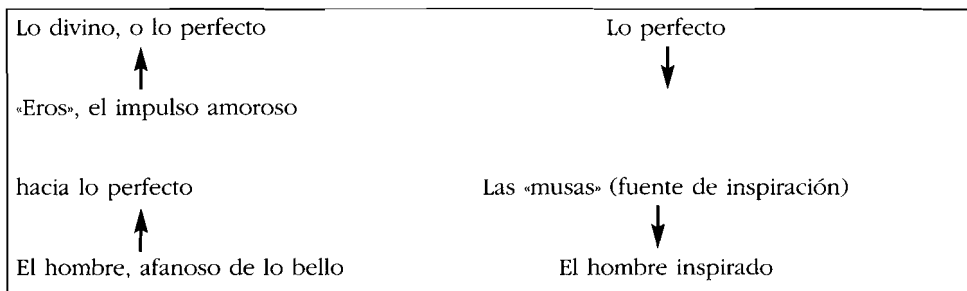 Lo divino, o lo perfecto
«Eros», el impulso amoroso
hacia lo perfecto
El hombre, afanoso de lo bello
Lo perfecto
Las «musas» (fuente de inspiración)
El hombre inspirado